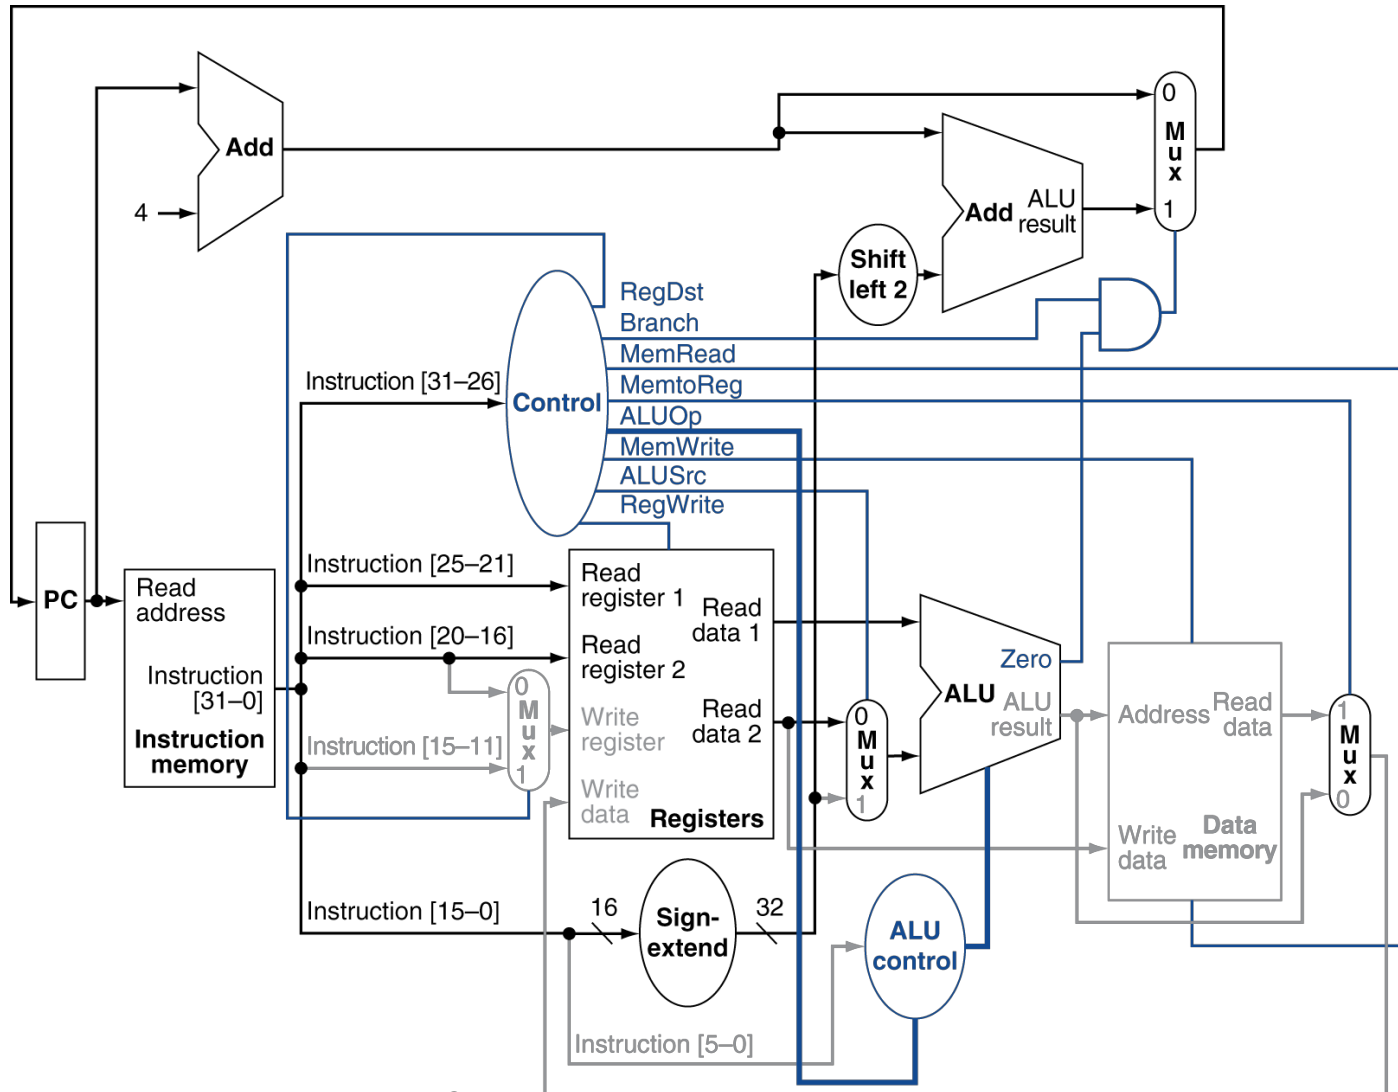 0
M
u
x
1
Add
4
Add
ALU
result
Shift
left 2
RegDst
Branch
MemRead
MemtoReg
ALUOp
MemWrite
ALUSrc
RegWrite
Instruction [31–26]
Control
Instruction [25–21]
Instruction [20–16]
Instruction [15–11]
Instruction [15–0]
Instruction [5–0]
PC
Read
address
Instruction
[31–0]
Instruction
memory
0
M
u
x
1
Read
register 1
Read
register 2
Write
register
Write
data
Read
data 1
Read
data 2
Registers
0
M
u
x
1
Zero
ALU
ALU
result
Address
Read
data
Write
data
Data
memory
1
M
u
x
0
16
Sign-
extend
32
ALU
control